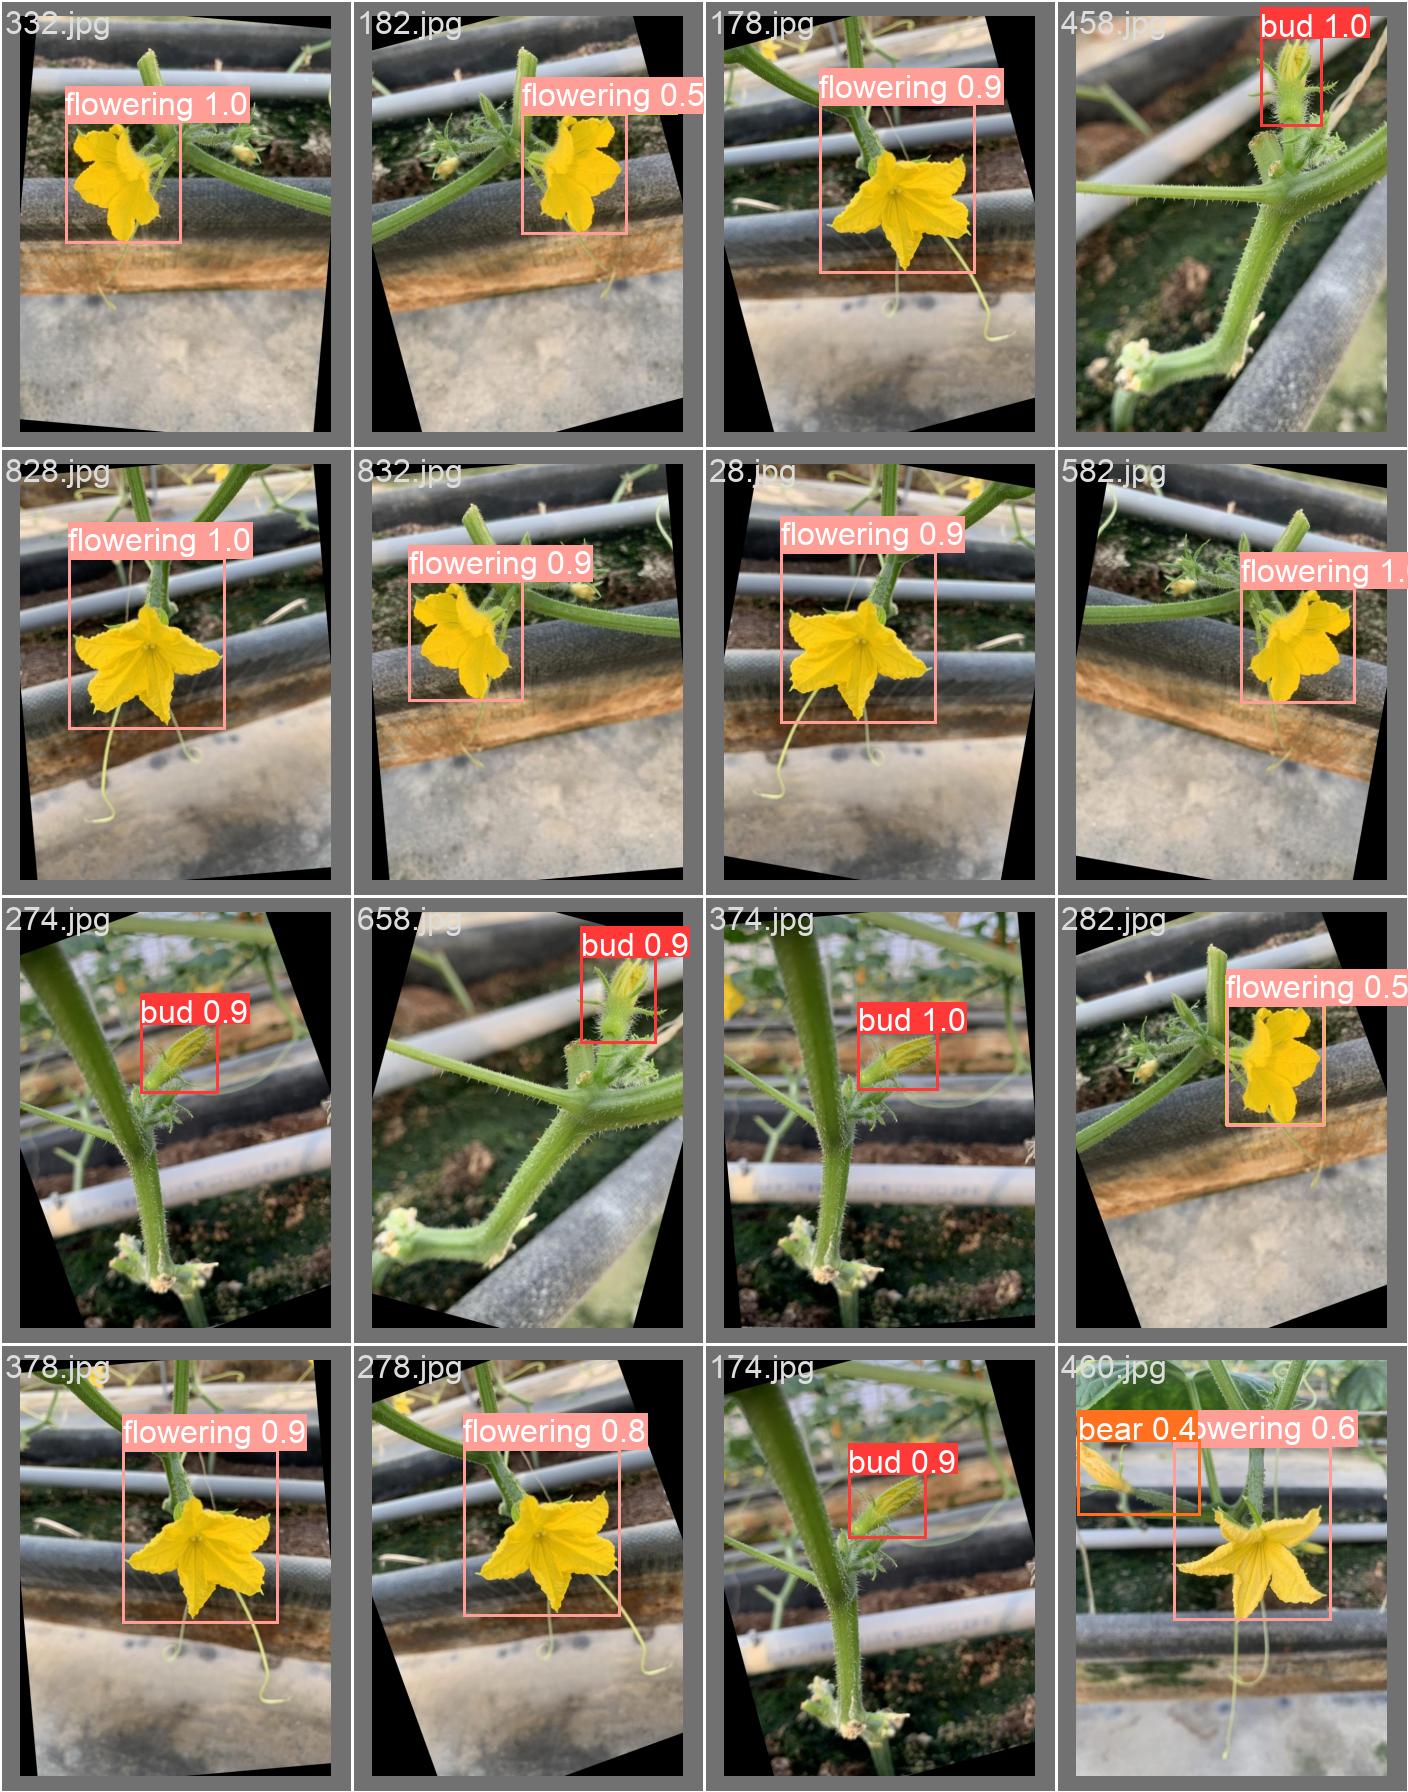 332.jpg
flowering 1.0
182.jpg
flowering 0.5
178.jpg
flowering 0.9
458.jpg
bud 1.0
828.jpg
flowering 1.0
832.jpg
flowering 0.9
28.jpg
flowering 0.9
582.jpg
flowering 1.
274.jpg
bud 0.9
658.jpg
bud 0.9
374.jpg
bud 1.0
282.jpg
flowering 0.5
378.jpg
flowering 0.9
278.jpg
flowering 0.8
174.jpg
bud 0.9
460.jpg
bear 0.4
owering 0.6